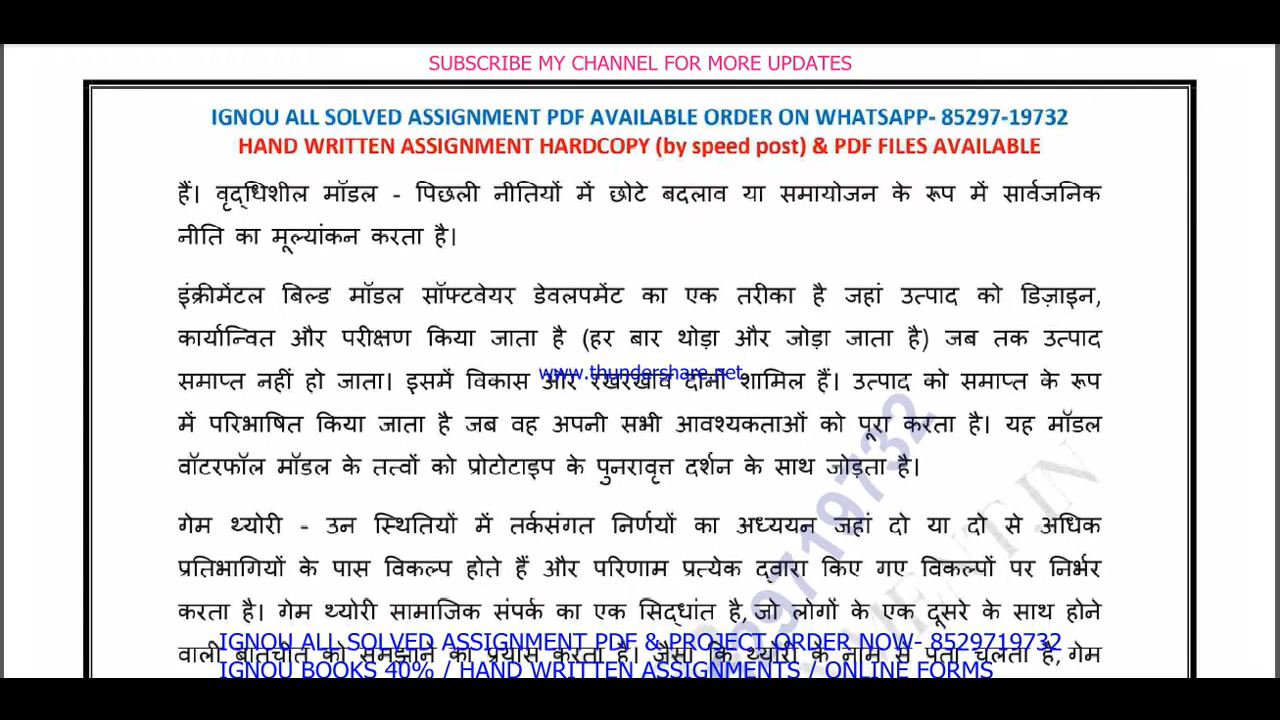 SUBSCRIBE MY CHANNEL FOR MORE UPDATES
IGNOU ALL SOLVED ASSIGNMENT PDF AVAILABLE ORDER ON WHATSAPP- 85297-19732
HAND WRITTEN ASSIGNMENT HARDCOPY (by speed post) & PDF FILES AVAILABLE
हैं। वृद्धिशील मॉडल - पिछली नीतियों में छोटे बदलाव या समायोजन के रूप में सार्वजनिक
नीति का मूल्यांकन करता है।
इंक्रीमेंटल बिल्ड मॉडल सॉफ्टवेयर डेवलपमेंट का एक तरीका है जहां उत्पाद को डिज़ाइन,
कार्यान्वित और परीक्षण किया जाता है (हर बार थोड़ा और जोड़ा जाता है) जब तक उत्पाद
समाप्त नहीं हो जाता। इसमें विकास और रखरखाव दोनों शामिल हैं। उत्पाद को समाप्त के रूप
www.thundershare.net
में परिभाषित किया जाता है जब वह अपनी सभी आवश्यकताओं को पूरा करता है। यह मॉडल
वॉटरफॉल मॉडल के तत्वों को प्रोटोटाइप के पुनरावृत्त दर्शन के साथ जोड़ता है।
गेम थ्योरी - उन स्थितियों में तर्कसंगत निर्णयों का अध्ययन जहां दो या दो से अधिक
प्रतिभागियों के पास विकल्प होते हैं और परिणाम प्रत्येक द्वारा किए गए विकल्पों पर निर्भर
करता है। गेम थ्योरी सामाजिक संपर्क का एक सिद्धांत है, जो लोगों के एक दूसरे के साथ होने
वाली बातचीत को समझाने का प्रयास करता है। जैसा कि थ्योरी के नाम से पता चलता है, गेम
IGNOU ALL SOLVED ASSIGNMENT PDF & PROJECT ORDER NOW- 8529719732
IGNOU BOOKS 40% / HAND WRITTEN ASSIGNMENTS / ONLINE FORMS